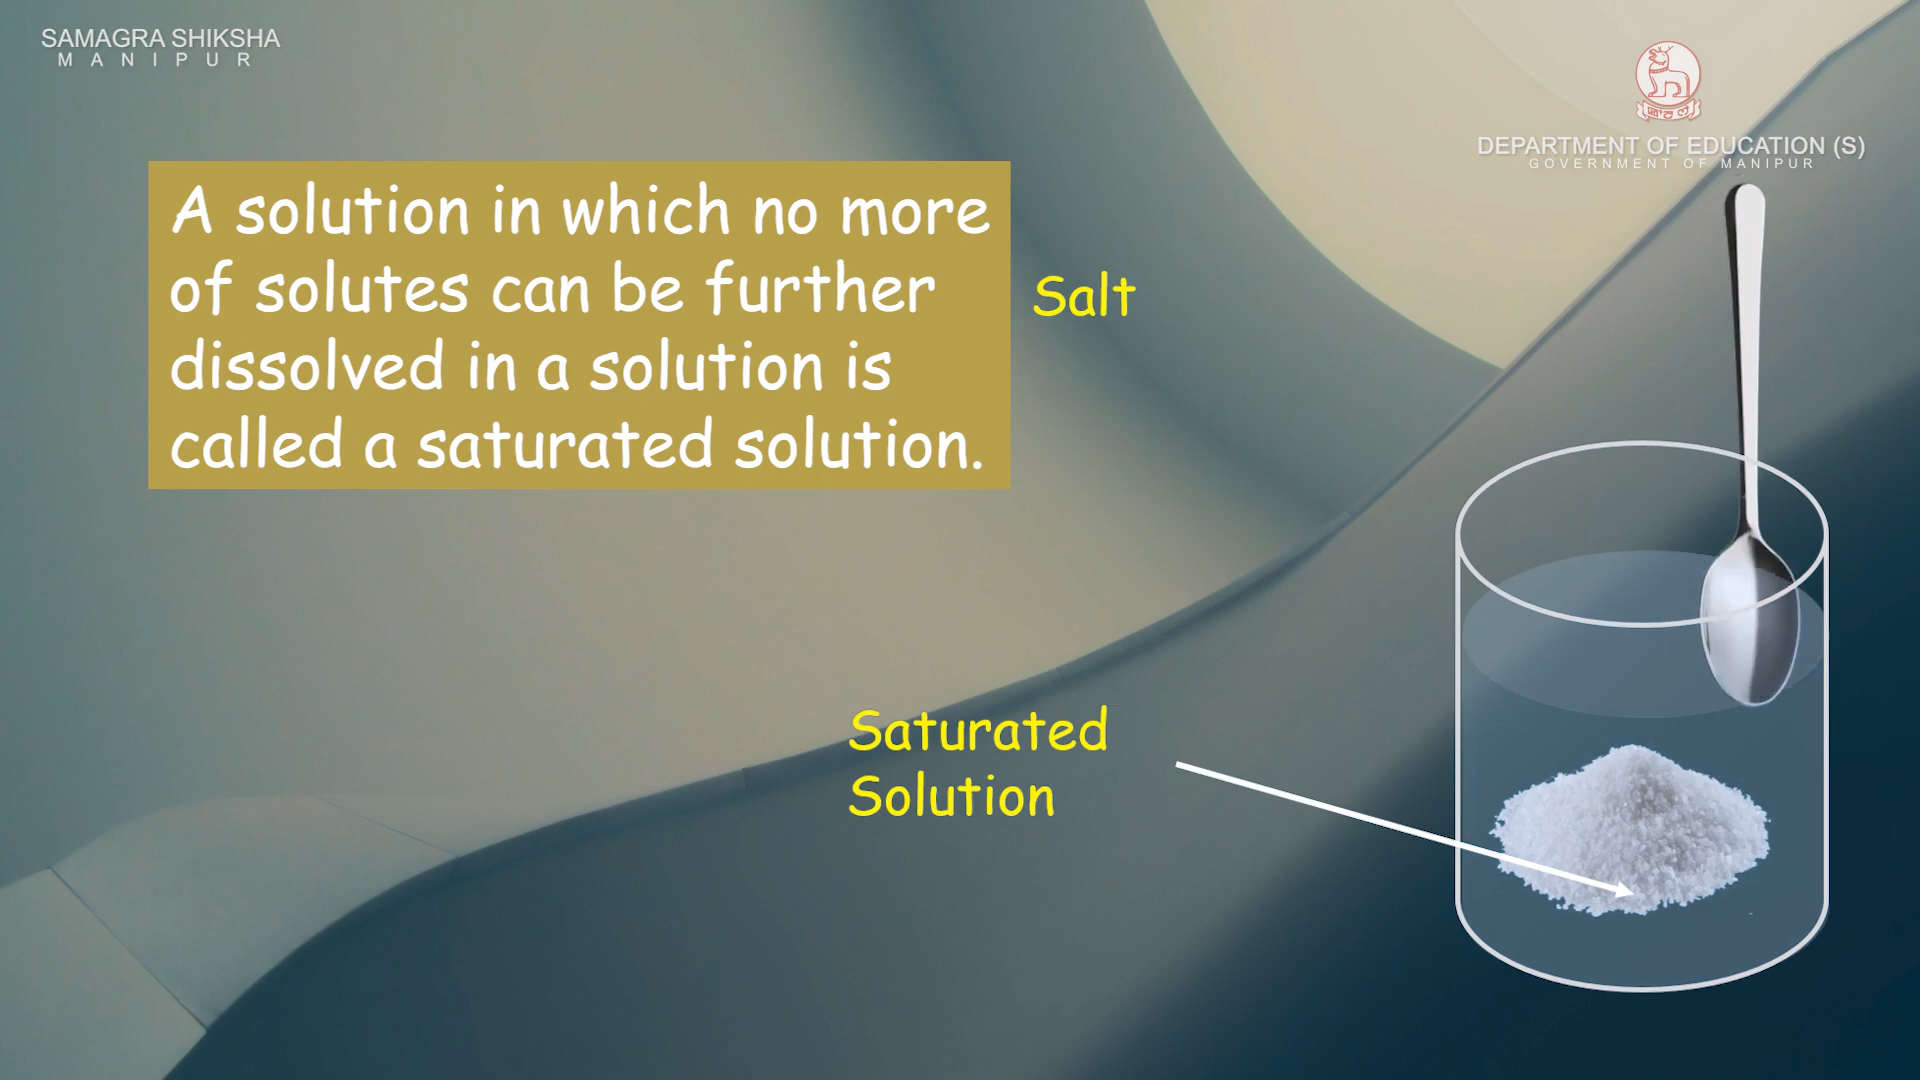 SAMAGRA SHIKSHA
MANIPUR
DEPARTMENT OF EDUCATION (S)
GOVERNMENT OF MANIPUR
A solution in which no more
of solutes can be further
dissolved in a solution is
called a saturated solution.
Salt
Saturated
Solution